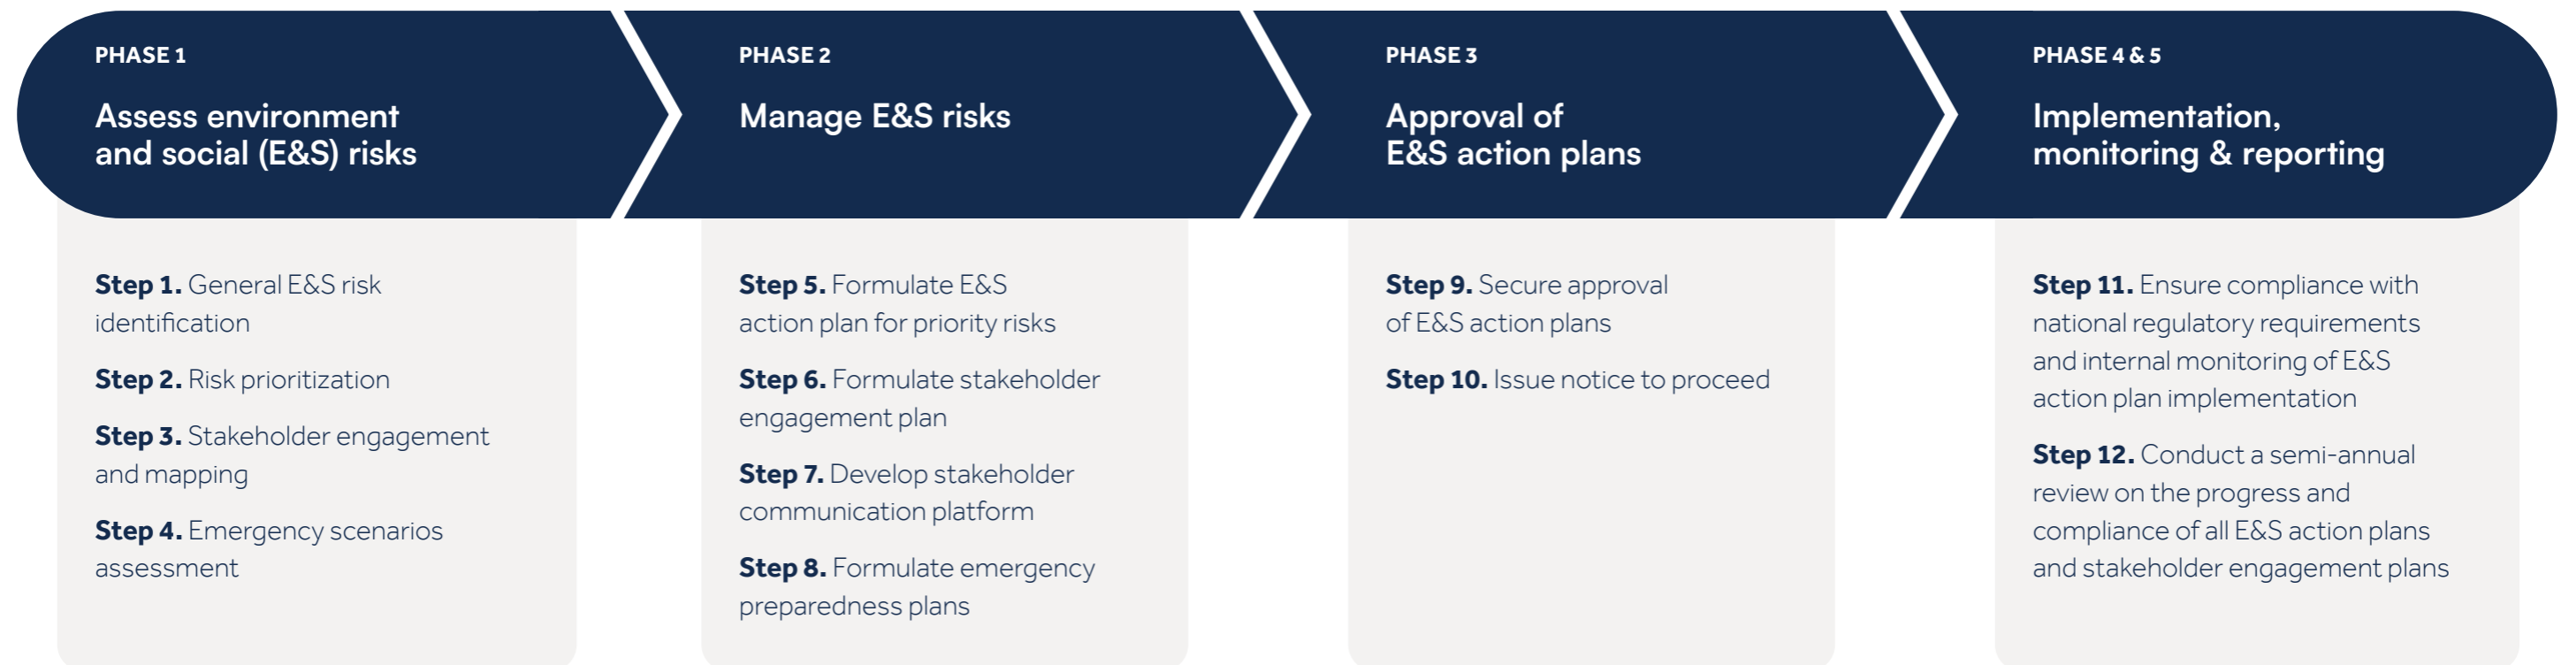 PHASE 1
Assess environment
and social (E&S) risks
Step 1. General E&S risk
identification
Step 2. Risk prioritization
Step 3. Stakeholder engagement
and mapping
Step 4. Emergency scenarios
assessment
PHASE 2
Manage E&S risks
Step 5. Formulate E&S
action plan for priority risks
Step 6. Formulate stakeholder
engagement plan
Step 7. Develop stakeholder
communication platform
Step 8. Formulate emergency
preparedness plans
PHASE 3
Approval of
E&S action plans
Step 9. Secure approval
of E&S action plans
Step 10. Issue notice to proceed
PHASE 4 & 5
Implementation,
monitoring & reporting
Step 11. Ensure compliance with
national regulatory requirements
and internal monitoring of E&S
action plan implementation
Step 12. Conduct a semi-annual
review on the progress and
compliance of all E&S action plans
and stakeholder engagement plans